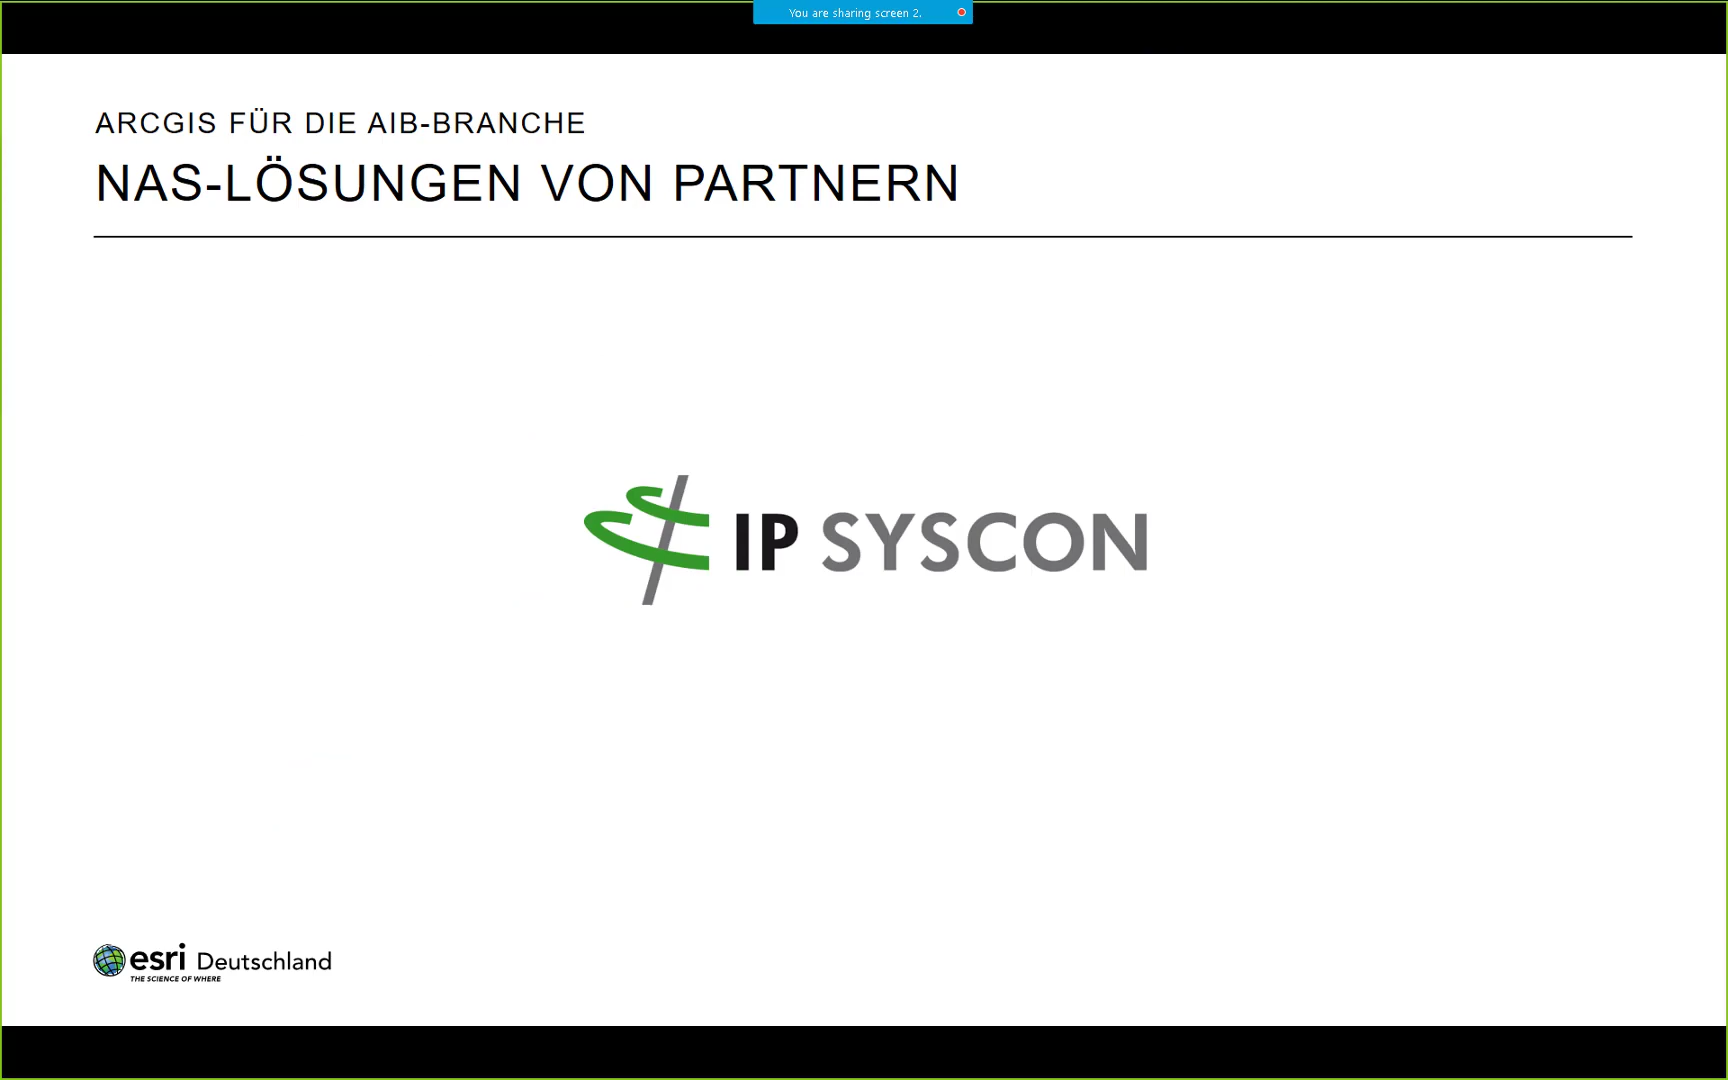 You are sharing screen 2.
ARCGIS FÜR DIE AIB-BRANCHE
NAS-LÖSUNGEN VON PARTNERN
IP SYSCON
esri Deutschland
THE SCIENCE OF WHERE